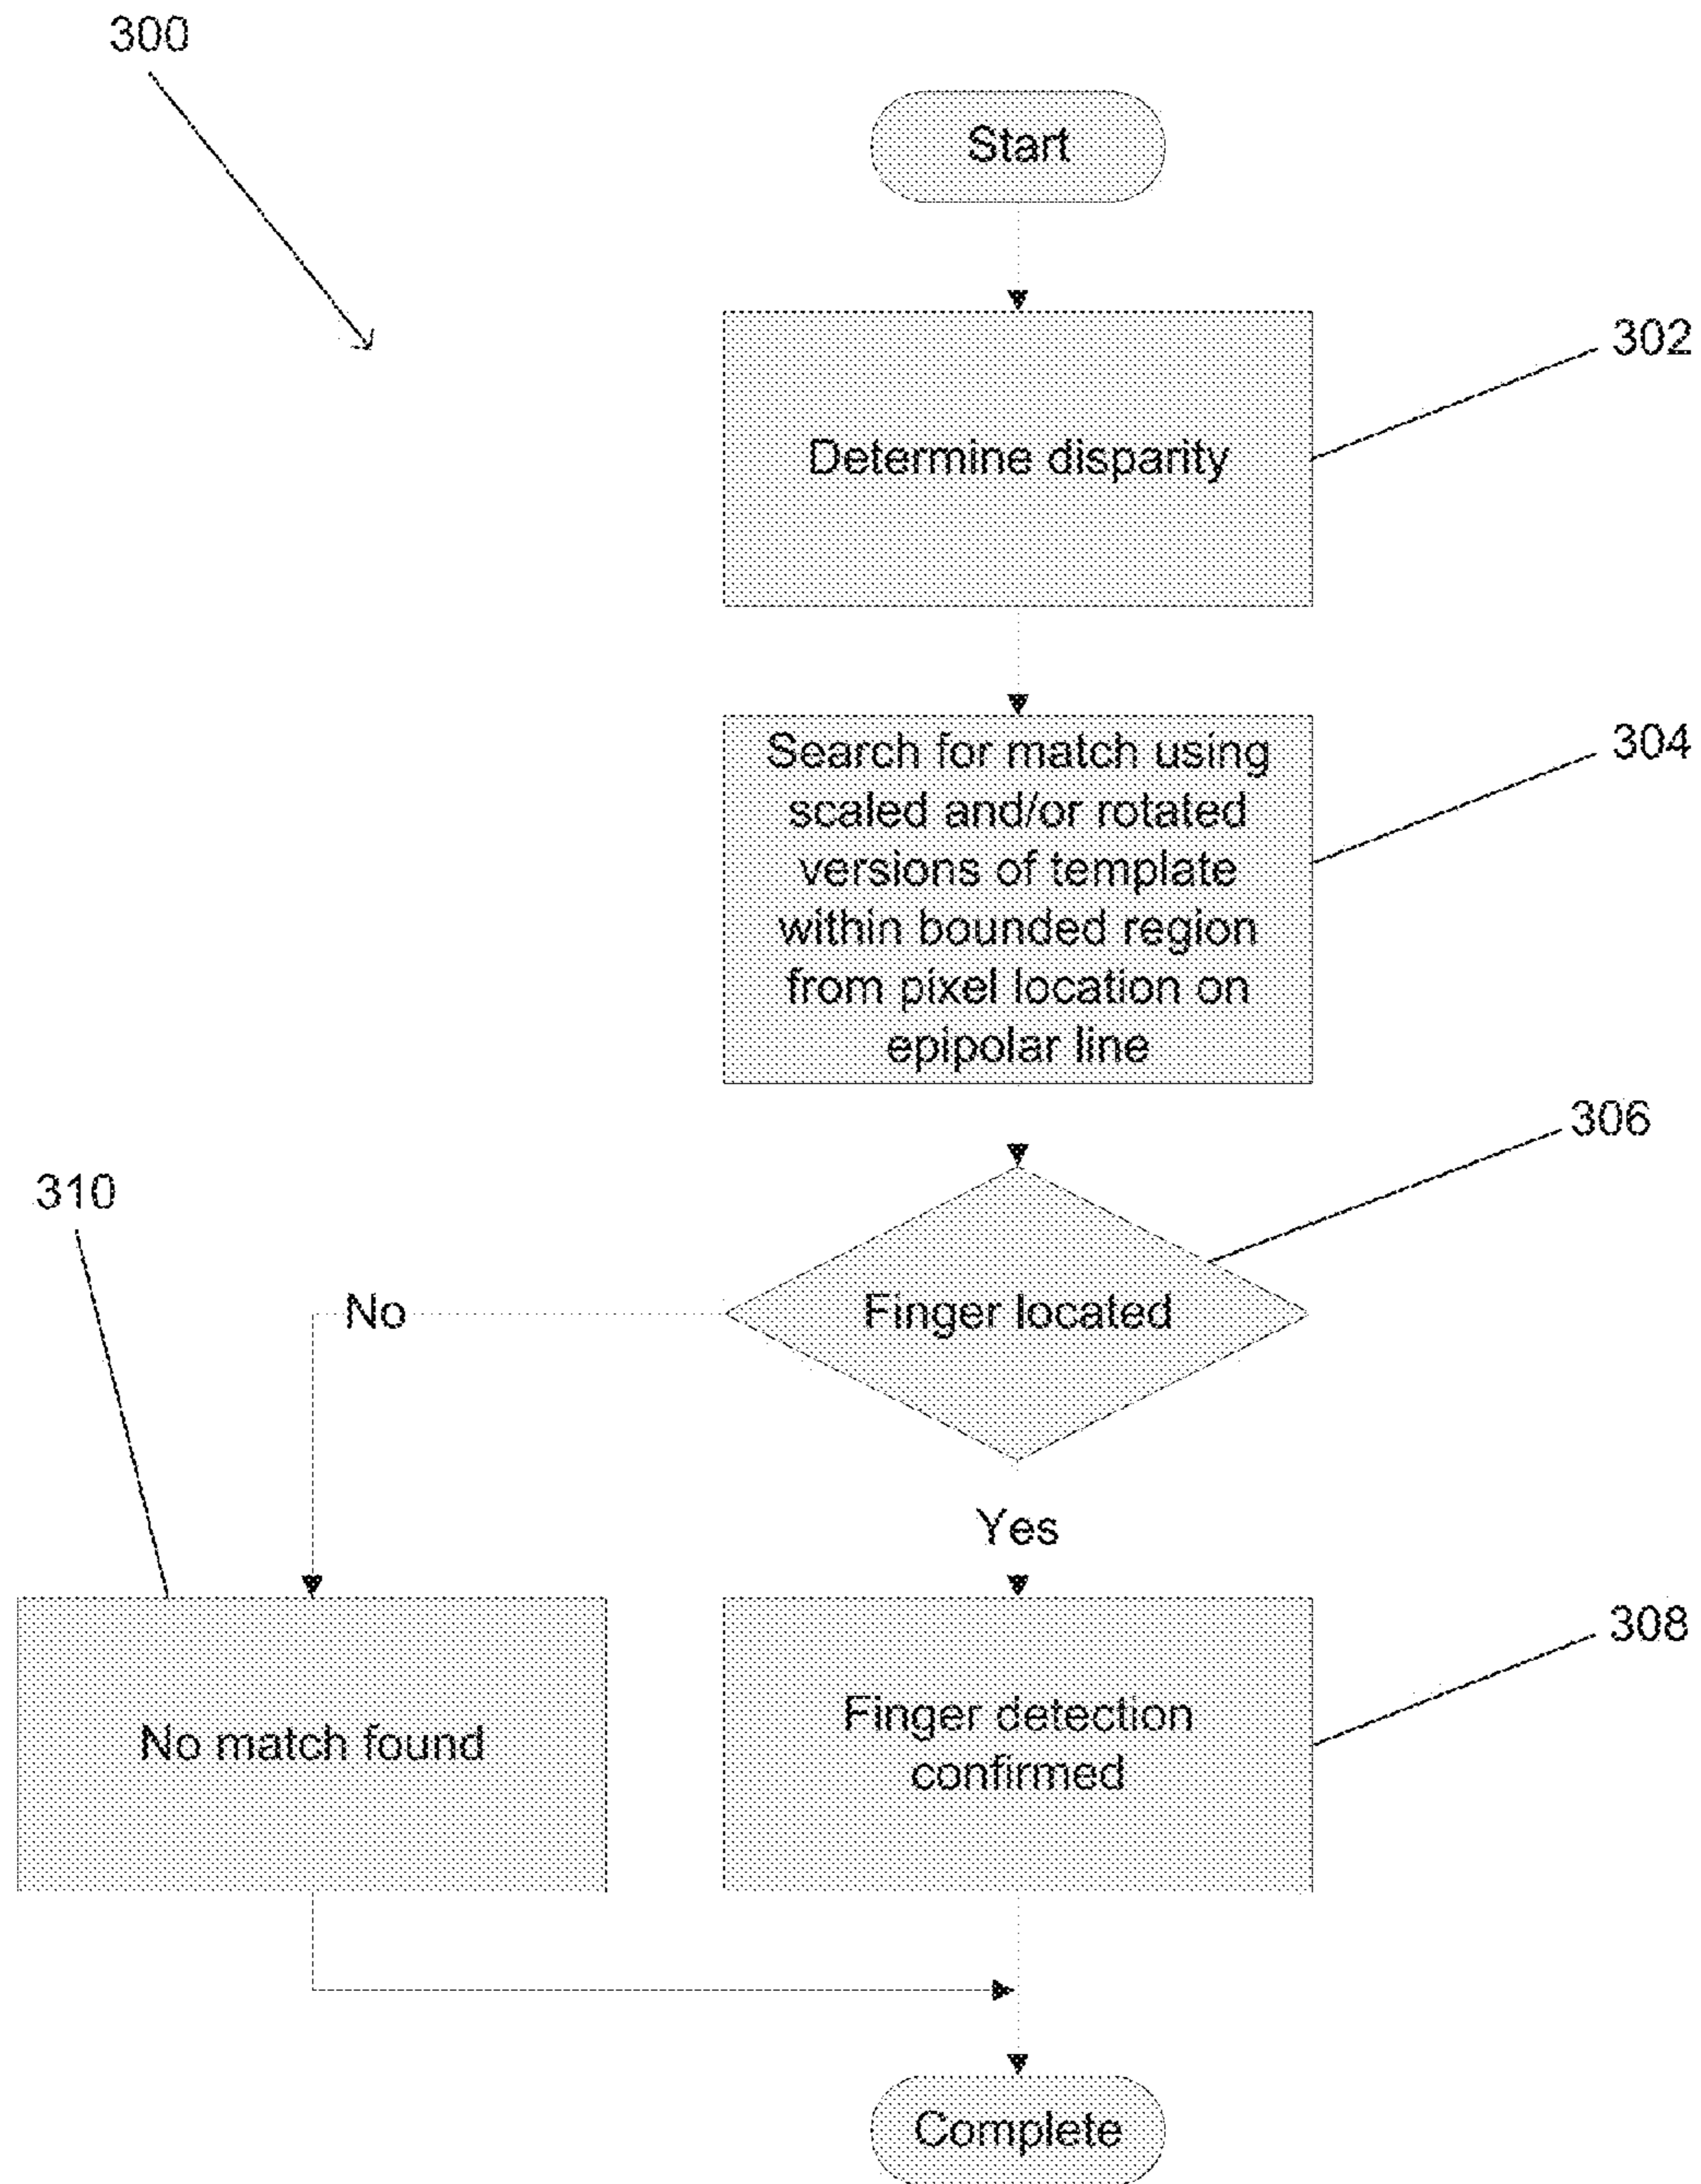 300
Start
302
Determine disparity
304
Search for match using
scaled and/or rotated
versions of template
within bounded region
from pixel location on
epipolar line
306
310
No
Finger located
Yes
308
No match found
Finger detection
confirmed
Complete